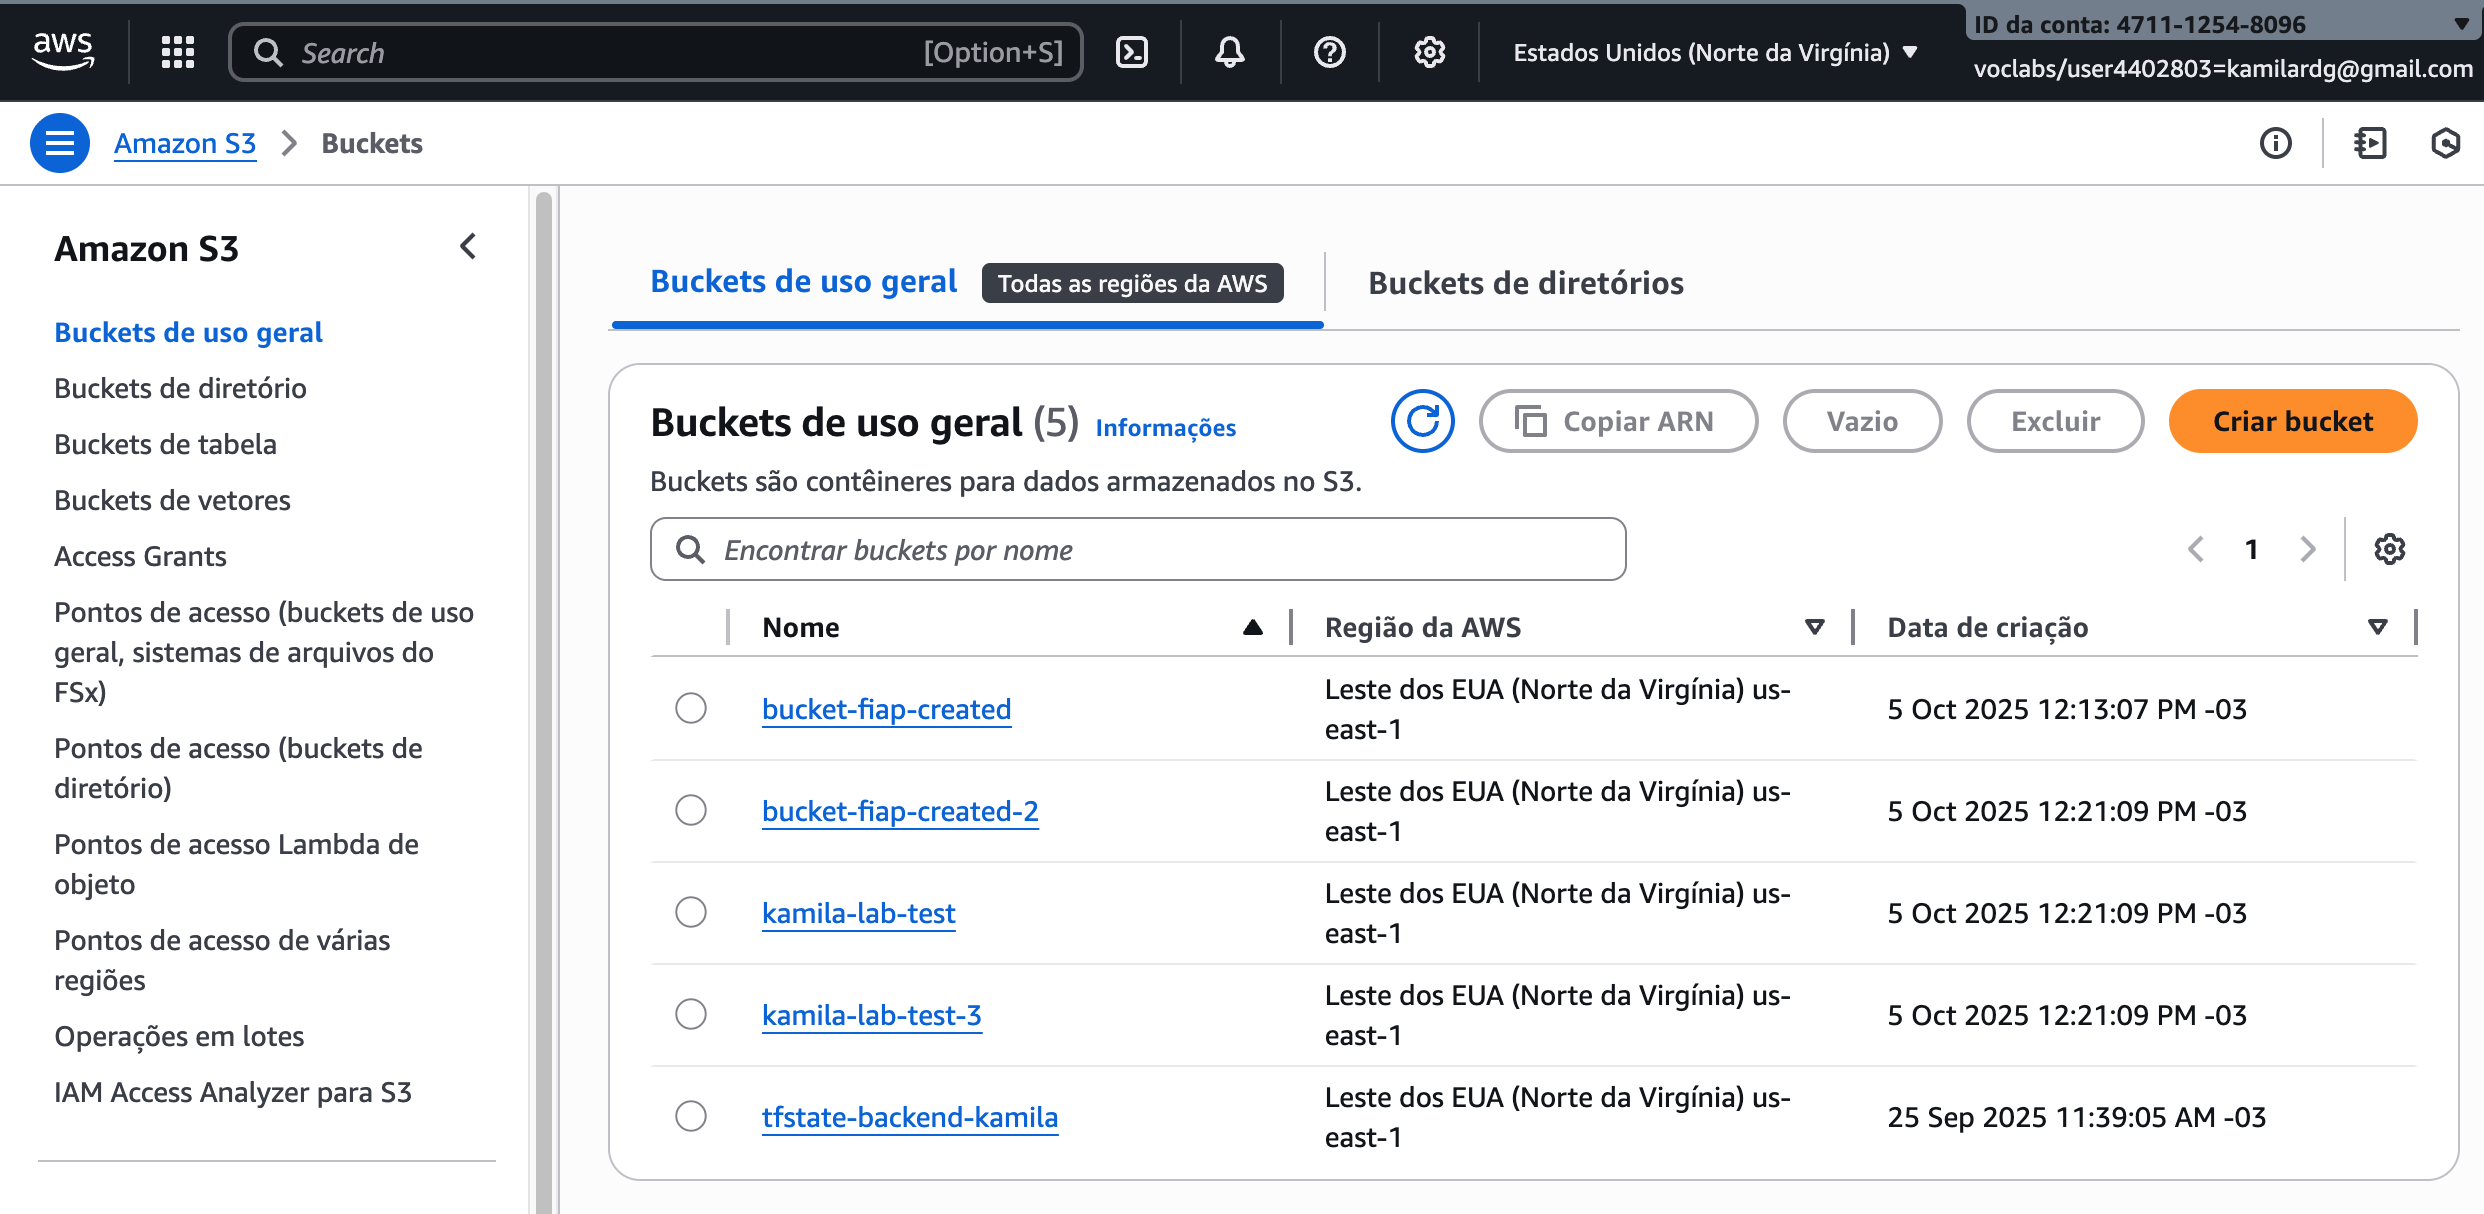 aws
Search
[Option+S]
Estados Unidos (Norte da Virgínia)
ID da conta: 4711-1254-8096
voclabs/user4402803=kamilardg@gmail.com
Amazon S3
Buckets
Amazon S3
Buckets de uso geral
Buckets de diretório
Buckets de tabela
Buckets de vetores
Access Grants
Pontos de acesso (buckets de uso
geral, sistemas de arquivos do
FSx)
Pontos de acesso (buckets de
diretório)
Pontos de acesso Lambda de
objeto
Pontos de acesso de várias
regiões
Operações em lotes
IAM Access Analyzer para S3
Buckets de uso geral
Todas as regiões da AWS
Buckets de diretórios
Buckets de uso geral (5) Informações
Copiar ARN
Vazio
Excluir
Criar bucket
Buckets são contêineres para dados armazenados no S3.
Encontrar buckets por nome
1
Nome
Região da AWS
Data de criação
bucket-fiap-created
Leste dos EUA (Norte da Virgínia) us-
east-1
5 Oct 2025 12:13:07 PM -03
bucket-fiap-created-2
Leste dos EUA (Norte da Virgínia) us-
east-1
5 Oct 2025 12:21:09 PM -03
kamila-lab-test
Leste dos EUA (Norte da Virgínia) us-
east-1
5 Oct 2025 12:21:09 PM -03
kamila-lab-test-3
Leste dos EUA (Norte da Virgínia) us-
east-1
5 Oct 2025 12:21:09 PM -03
tfstate-backend-kamila
Leste dos EUA (Norte da Virgínia) us-
east-1
25 Sep 2025 11:39:05 AM -03